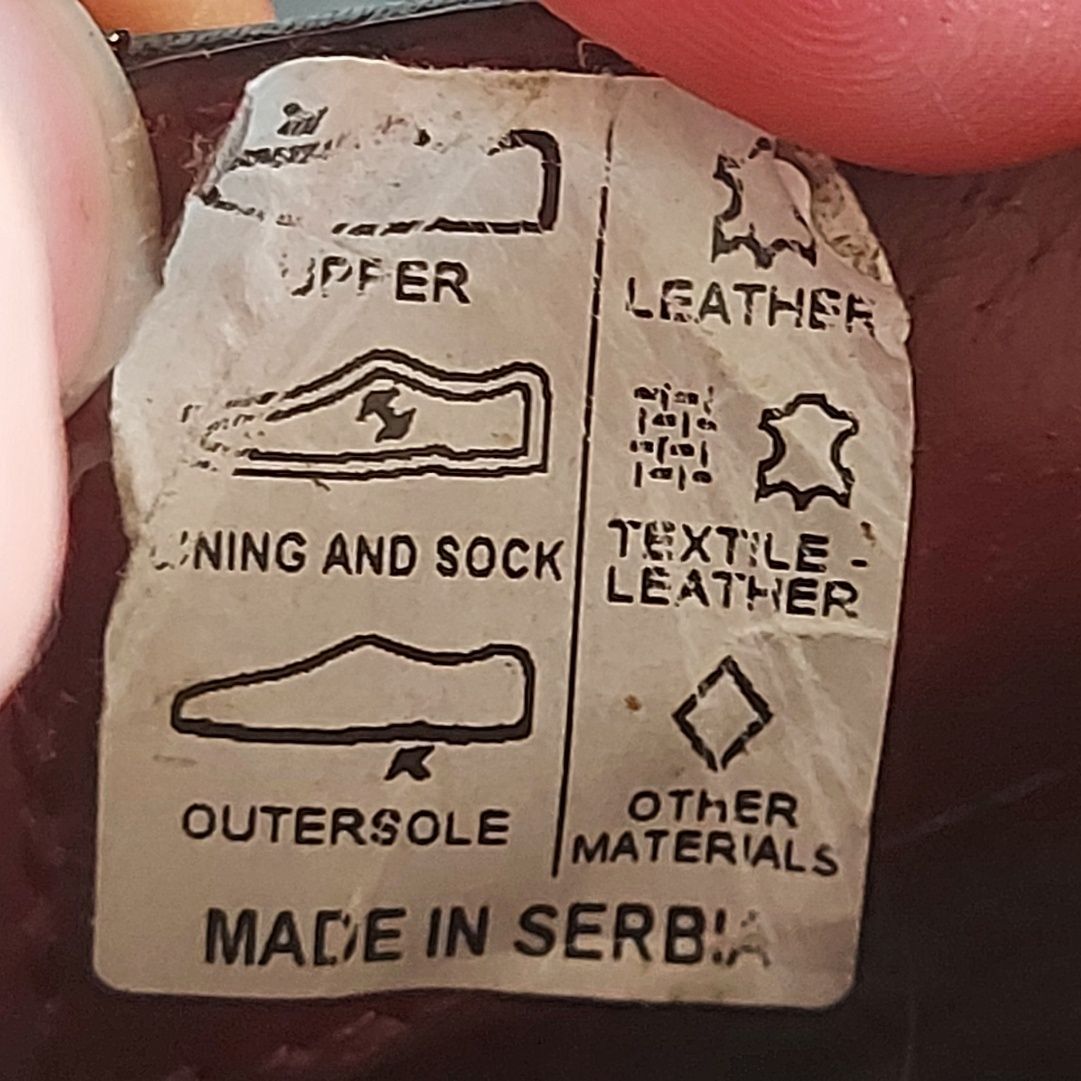 UPPER
LEATHER
LINING AND SOCK
TEXTILE -
LEATHER
OUTERSOLE
OTHER
MATERIALS
MADE IN SERBIA